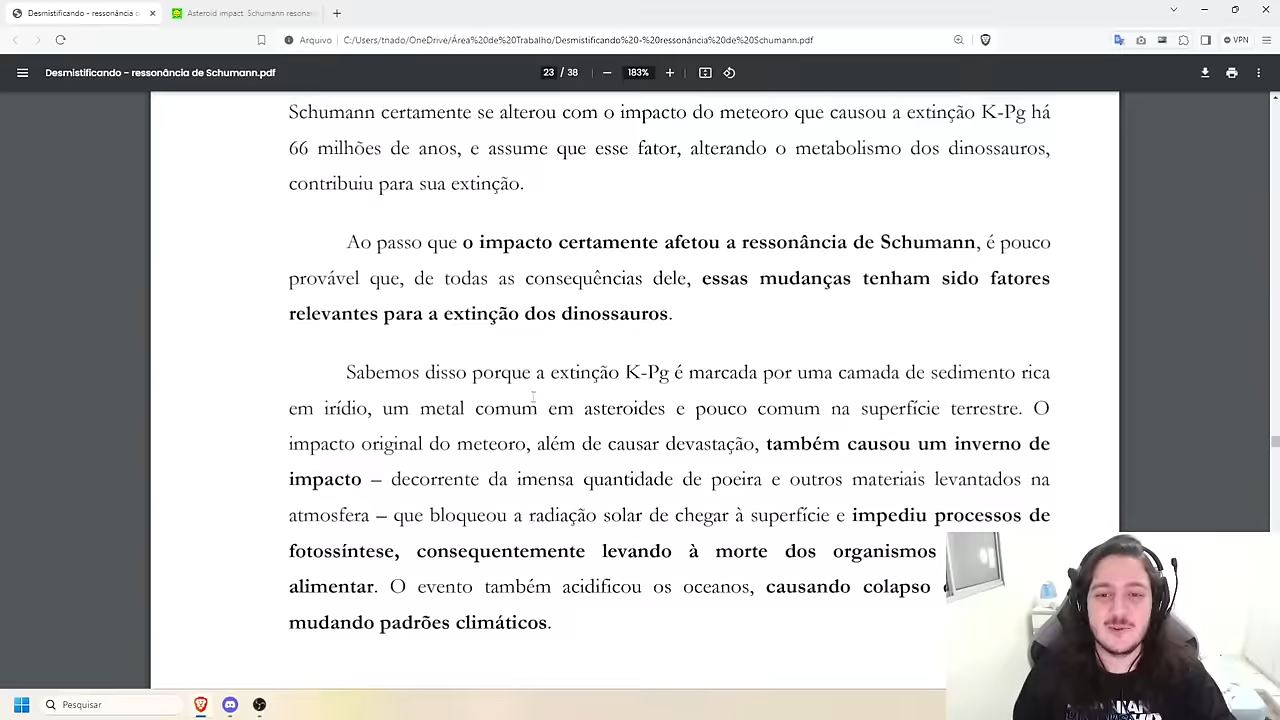 Desmistificando - ressonância d
Asteroid impact: Schumann resona
Arquivo C:/Users/tnado/OneDrive/Área%20de%20Trabalho/Desmistificando%20-%20ressonância%20de%20Schumann.pdf
VPN
Desmistificando - ressonância de Schumann.pdf
23 / 38
183%
Schumann certamente se alterou com o impacto do meteoro que causou a extinção K-Pg há
66 milhões de anos, e assume que esse fator, alterando o metabolismo dos dinossauros,
contribuiu para sua extinção.
Ao passo que o impacto certamente afetou a ressonância de Schumann, é pouco
provável que, de todas as consequências dele, essas mudanças tenham sido fatores
relevantes para a extinção dos dinossauros.
Sabemos disso porque a extinção K-Pg é marcada por uma camada de sedimento rica
em irídio, um metal comum em asteroides e pouco comum na superfície terrestre. O
impacto original do meteoro, além de causar devastação, também causou um inverno de
impacto – decorrente da imensa quantidade de poeira e outros materiais levantados na
atmosfera – que bloqueou a radiação solar de chegar à superfície e impediu processos de
fotossíntese, consequentemente levando à morte dos organismos
alimentar. O evento também acidificou os oceanos, causando colapso
mudando padrões climáticos.
Pesquisar